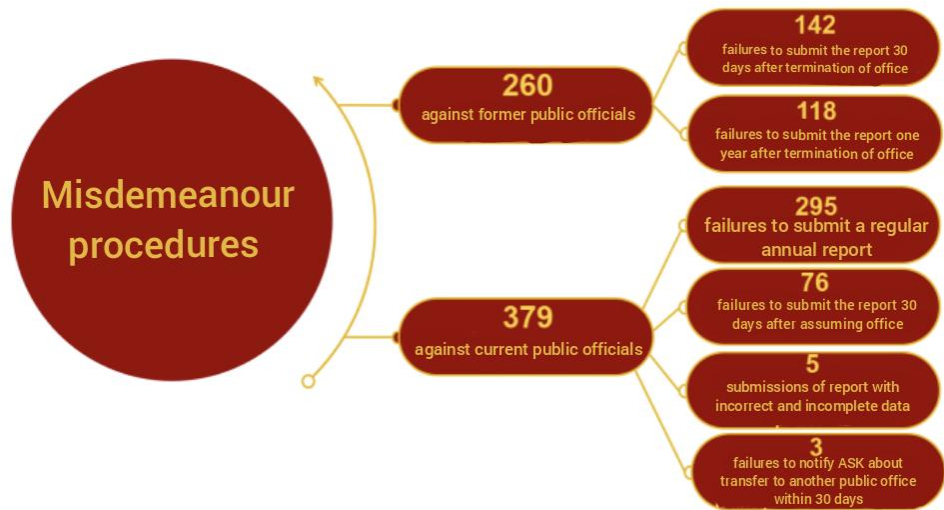 Misdemeanour
procedures
260
against former public officials
142
failures to submit the report 30
days after termination of office
118
failures to submit the report one
year after termination of office
379
against current public officials
295
failures to submit a regular
annual report
76
failures to submit the report 30
days after assuming office
5
submissions of report with
incorrect and incomplete data
3
failures to notify ASK about
transfer to another public office
within 30 days